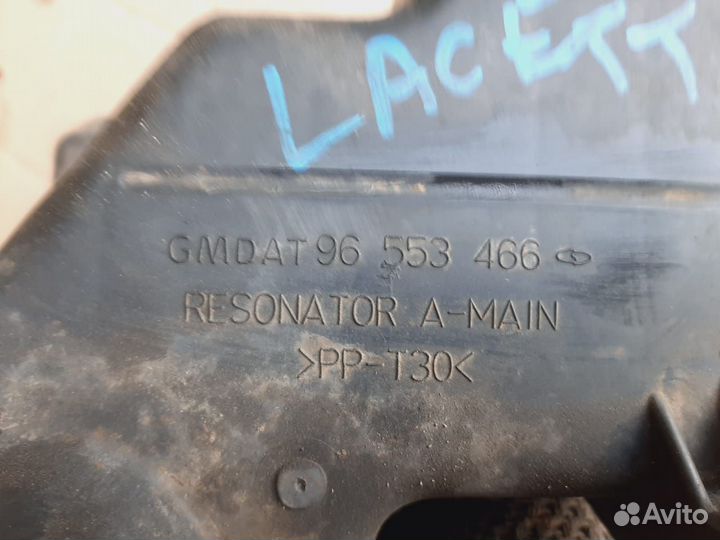 LACETT
GMDAT 96 553 466
RESONATOR A-MAIN
>PP-T30<
Avito